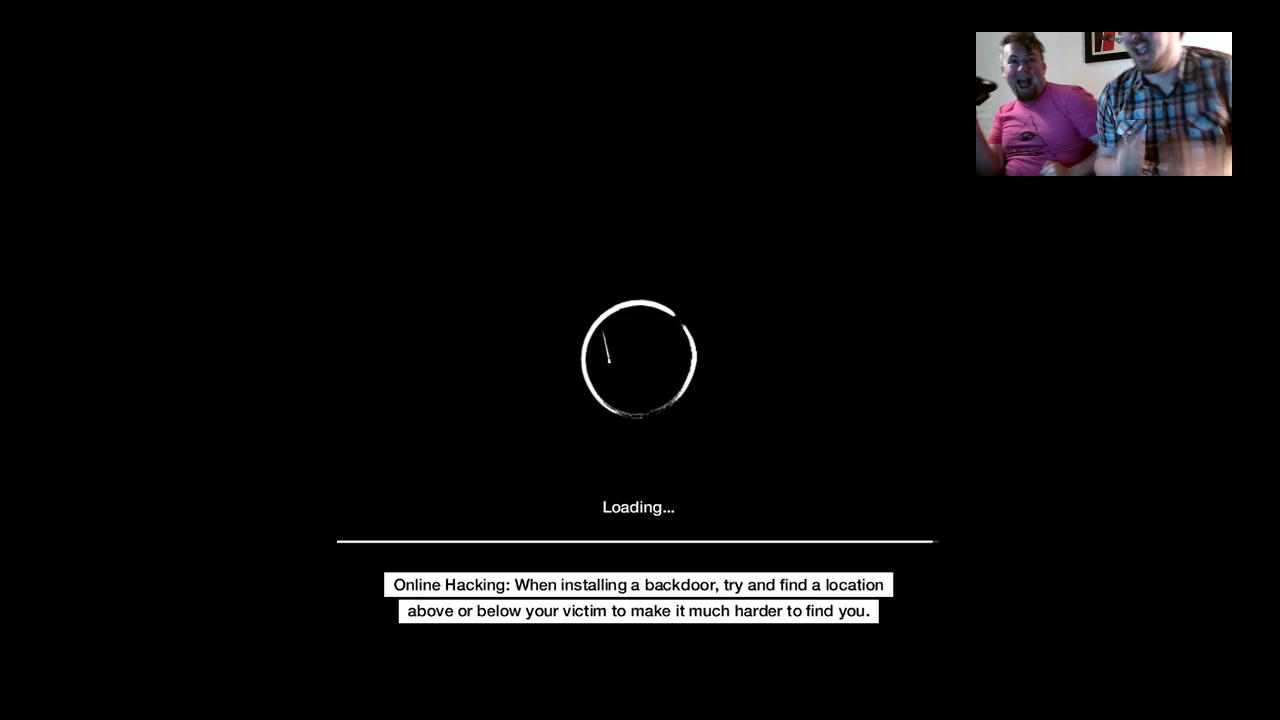 Loading...
Online Hacking: When installing a backdoor, try and find a location
above or below your victim to make it much harder to find you.